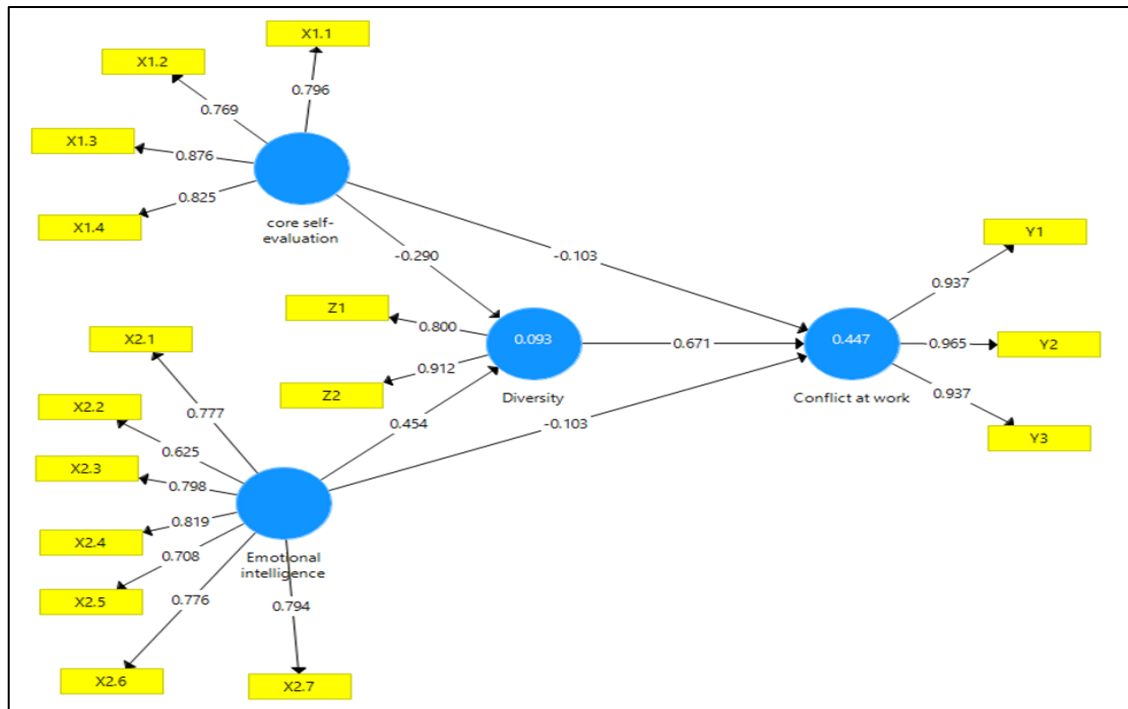 X1.1
X1.2
0.796
0.769
X1.3
0.876
0.825
X1.4
core self-
evaluation
-0.290
-0.103
Y1
0.937
Z1
0.800
0.093
0.671
0.447
0.965
Y2
X2.1
0.912
Z2
Diversity
Conflict at work
0.937
X2.2
0.777
0.454
-0.103
Y3
0.625
X2.3
0.798
0.819
X2.4
0.708
Emotional
intelligence
X2.5
0.776
0.794
X2.6
X2.7